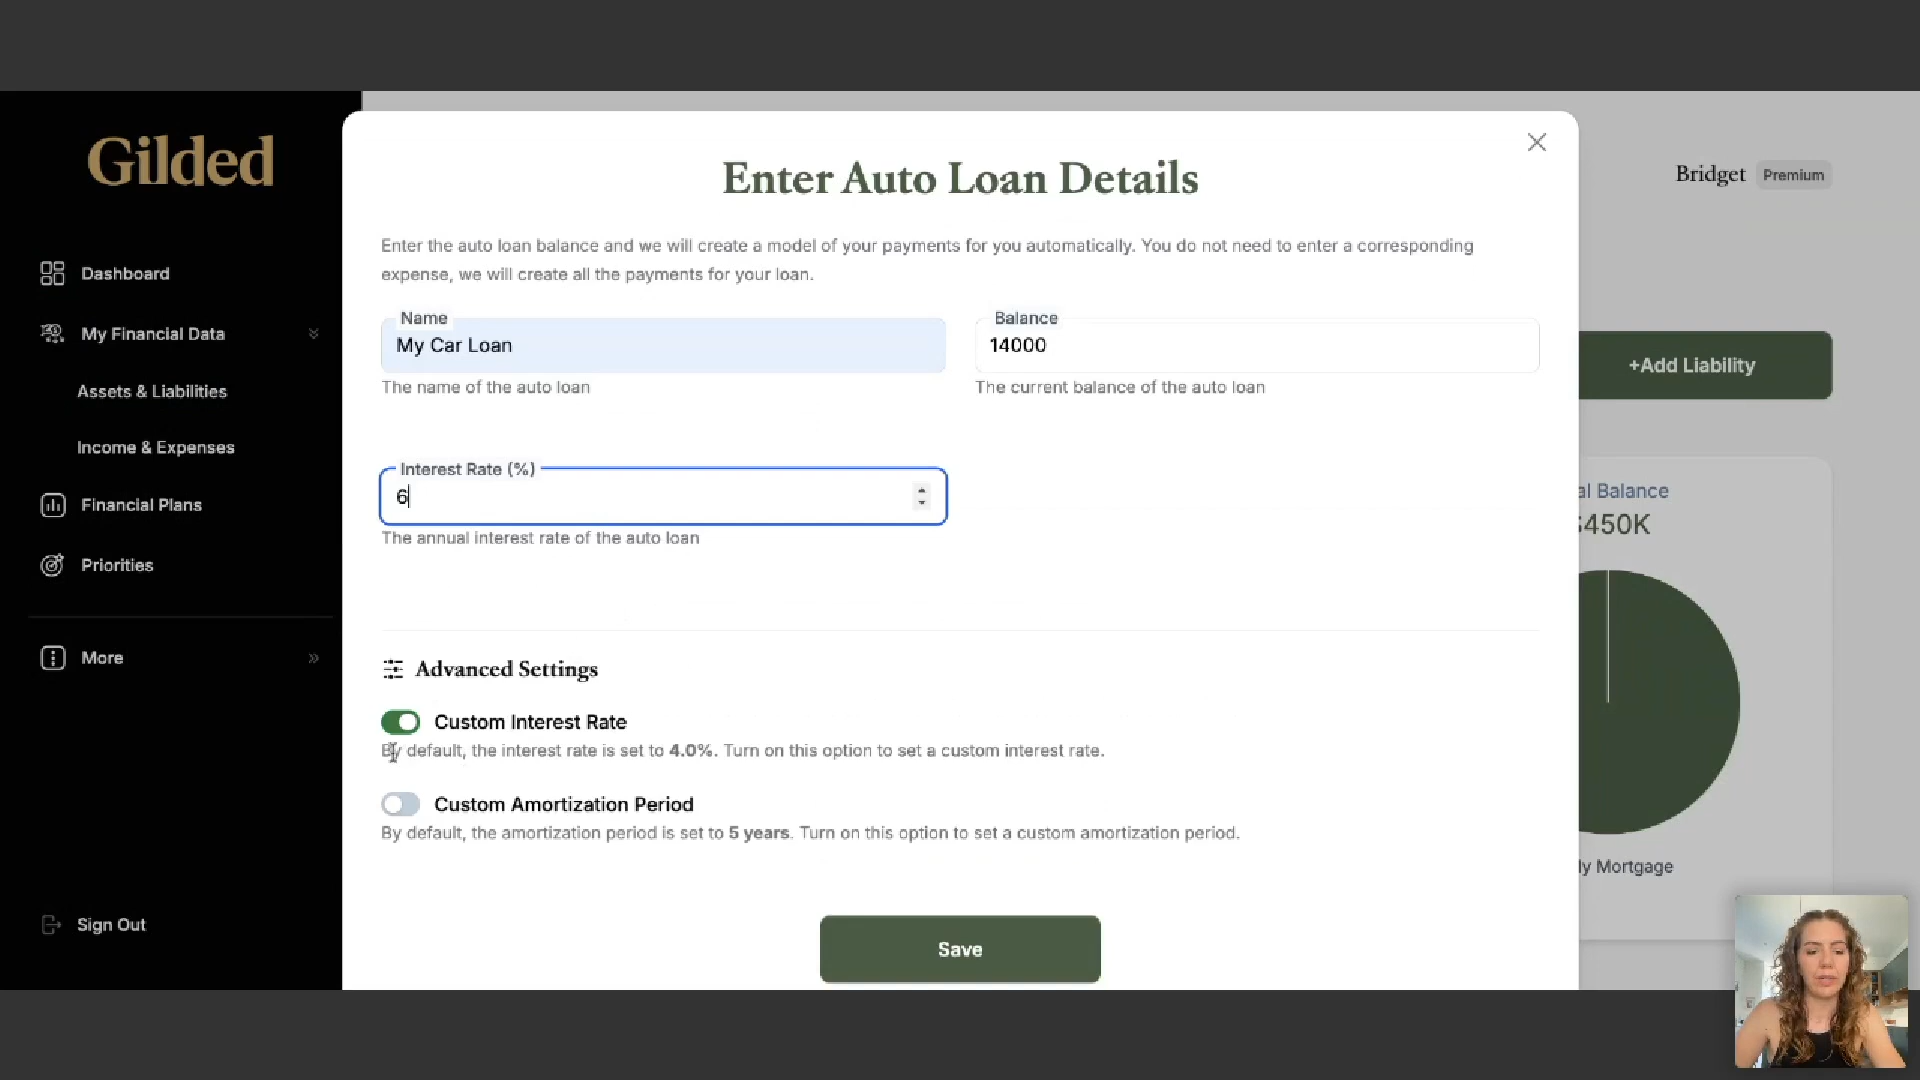 Gilded
Dashboard
My Financial Data
Assets & Liabilities
Income & Expenses
Financial Plans
Priorities
More
Sign Out
Enter Auto Loan Details
Enter the auto loan balance and we will create a model of your payments for you automatically. You do not need to enter a corresponding
expense, we will create all the payments for your loan.
Name
My Car Loan
The name of the auto loan
Balance
14000
The current balance of the auto loan
Interest Rate (%)
6
The annual interest rate of the auto loan
Advanced Settings
Custom Interest Rate
By default, the interest rate is set to 4.0%. Turn on this option to set a custom interest rate.
Custom Amortization Period
By default, the amortization period is set to 5 years. Turn on this option to set a custom amortization period.
Save
Bridget
Premium
+Add Liability
al Balance
$450K
ly Mortgage